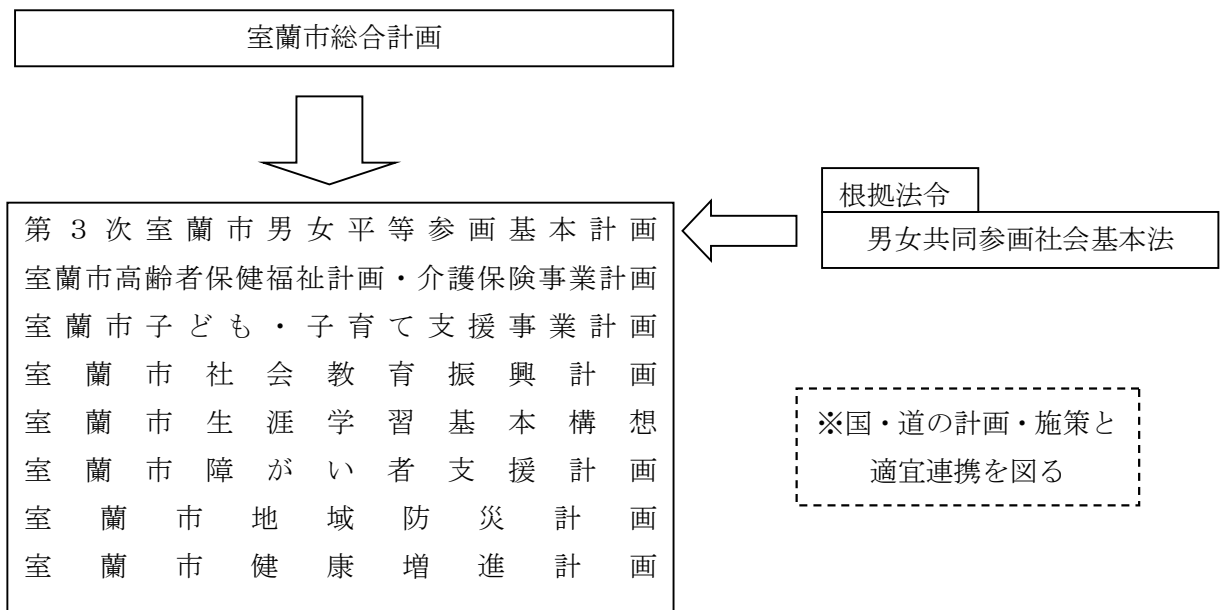 室蘭市総合計画
根拠法令
男女共同参画社会基本法
第３次室蘭市男女平等参画基本計画
室蘭市高齢者保健福祉計画・介護保険事業計画
室蘭市子ども・子育て支援事業計画
室蘭市社会教育振興計画
室蘭市生涯学習基本構想
室蘭市障がい者支援計画
室蘭市地域防災計画
室蘭市健康増進計画
※国・道の計画・施策と
適宜連携を図る